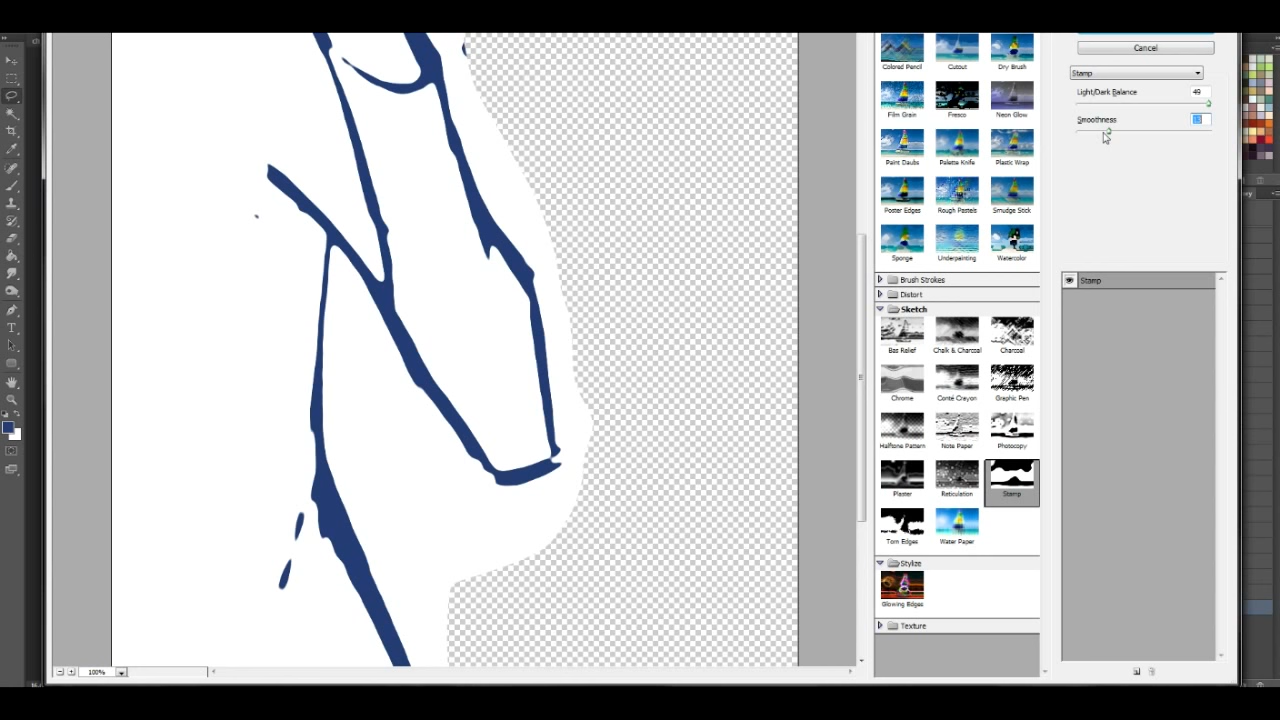 Cancel
Colored Pencil
Cutout
Dry Brush
Stamp
Light/Dark Balance
49
Film Grain
Fresco
Neon Glow
Smoothness
13
Paint Daubs
Palette Knife
Plastic Wrap
Poster Edges
Rough Pastels
Smudge Stick
Sponge
Underpainting
Watercolor
Brush Strokes
Distort
Sketch
Stamp
Bas Relief
Chalk & Charcoal
Charcoal
Chrome
Conté Crayon
Graphic Pen
Halftone Pattern
Note Paper
Photocopy
Plaster
Reticulation
Stamp
Torn Edges
Water Paper
Stylize
Glowing Edges
Texture
100%